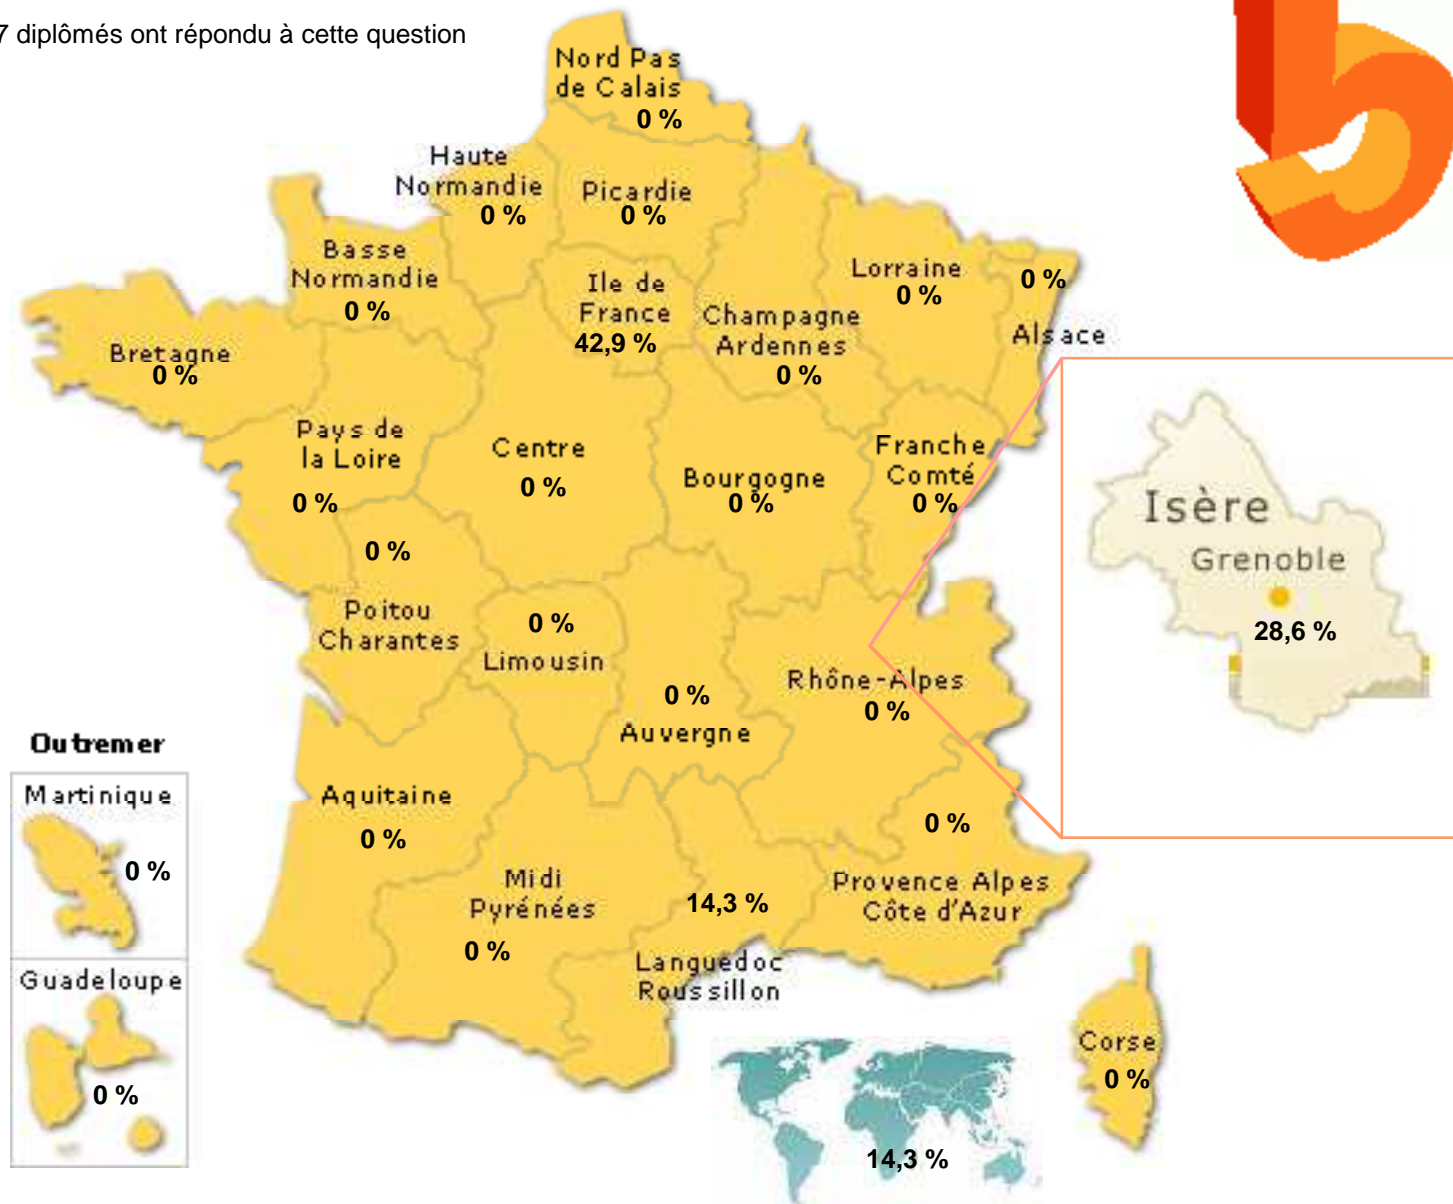 7 diplômés ont répondu à cette question
Nord Pas
de Calais
0 %
Haute
Normandie
0 %
Picardie
0 %
Basse
Normandie
0 %
Ile de
France
42,9 %
Champagne
Ardennes
0 %
Lorraine
0 %
0 %
Alsace
Bretagne
0 %
Pays de
la Loire
0 %
Centre
0 %
Bourgogne
0 %
Franche
Comté
0 %
Isère
Grenoble
28,6 %
0 %
Poitou
Charantes
0 %
Limousin
0 %
Auvergne
Rhône-Alpes
0 %
Outremer
Martinique
0 %
Guadeloupe
0 %
Aquitaine
0 %
Midi
Pyrénées
0 %
14,3 %
Languedoc
Roussillon
0 %
Provence Alpes
Côte d'Azur
Corse
0 %
14,3 %